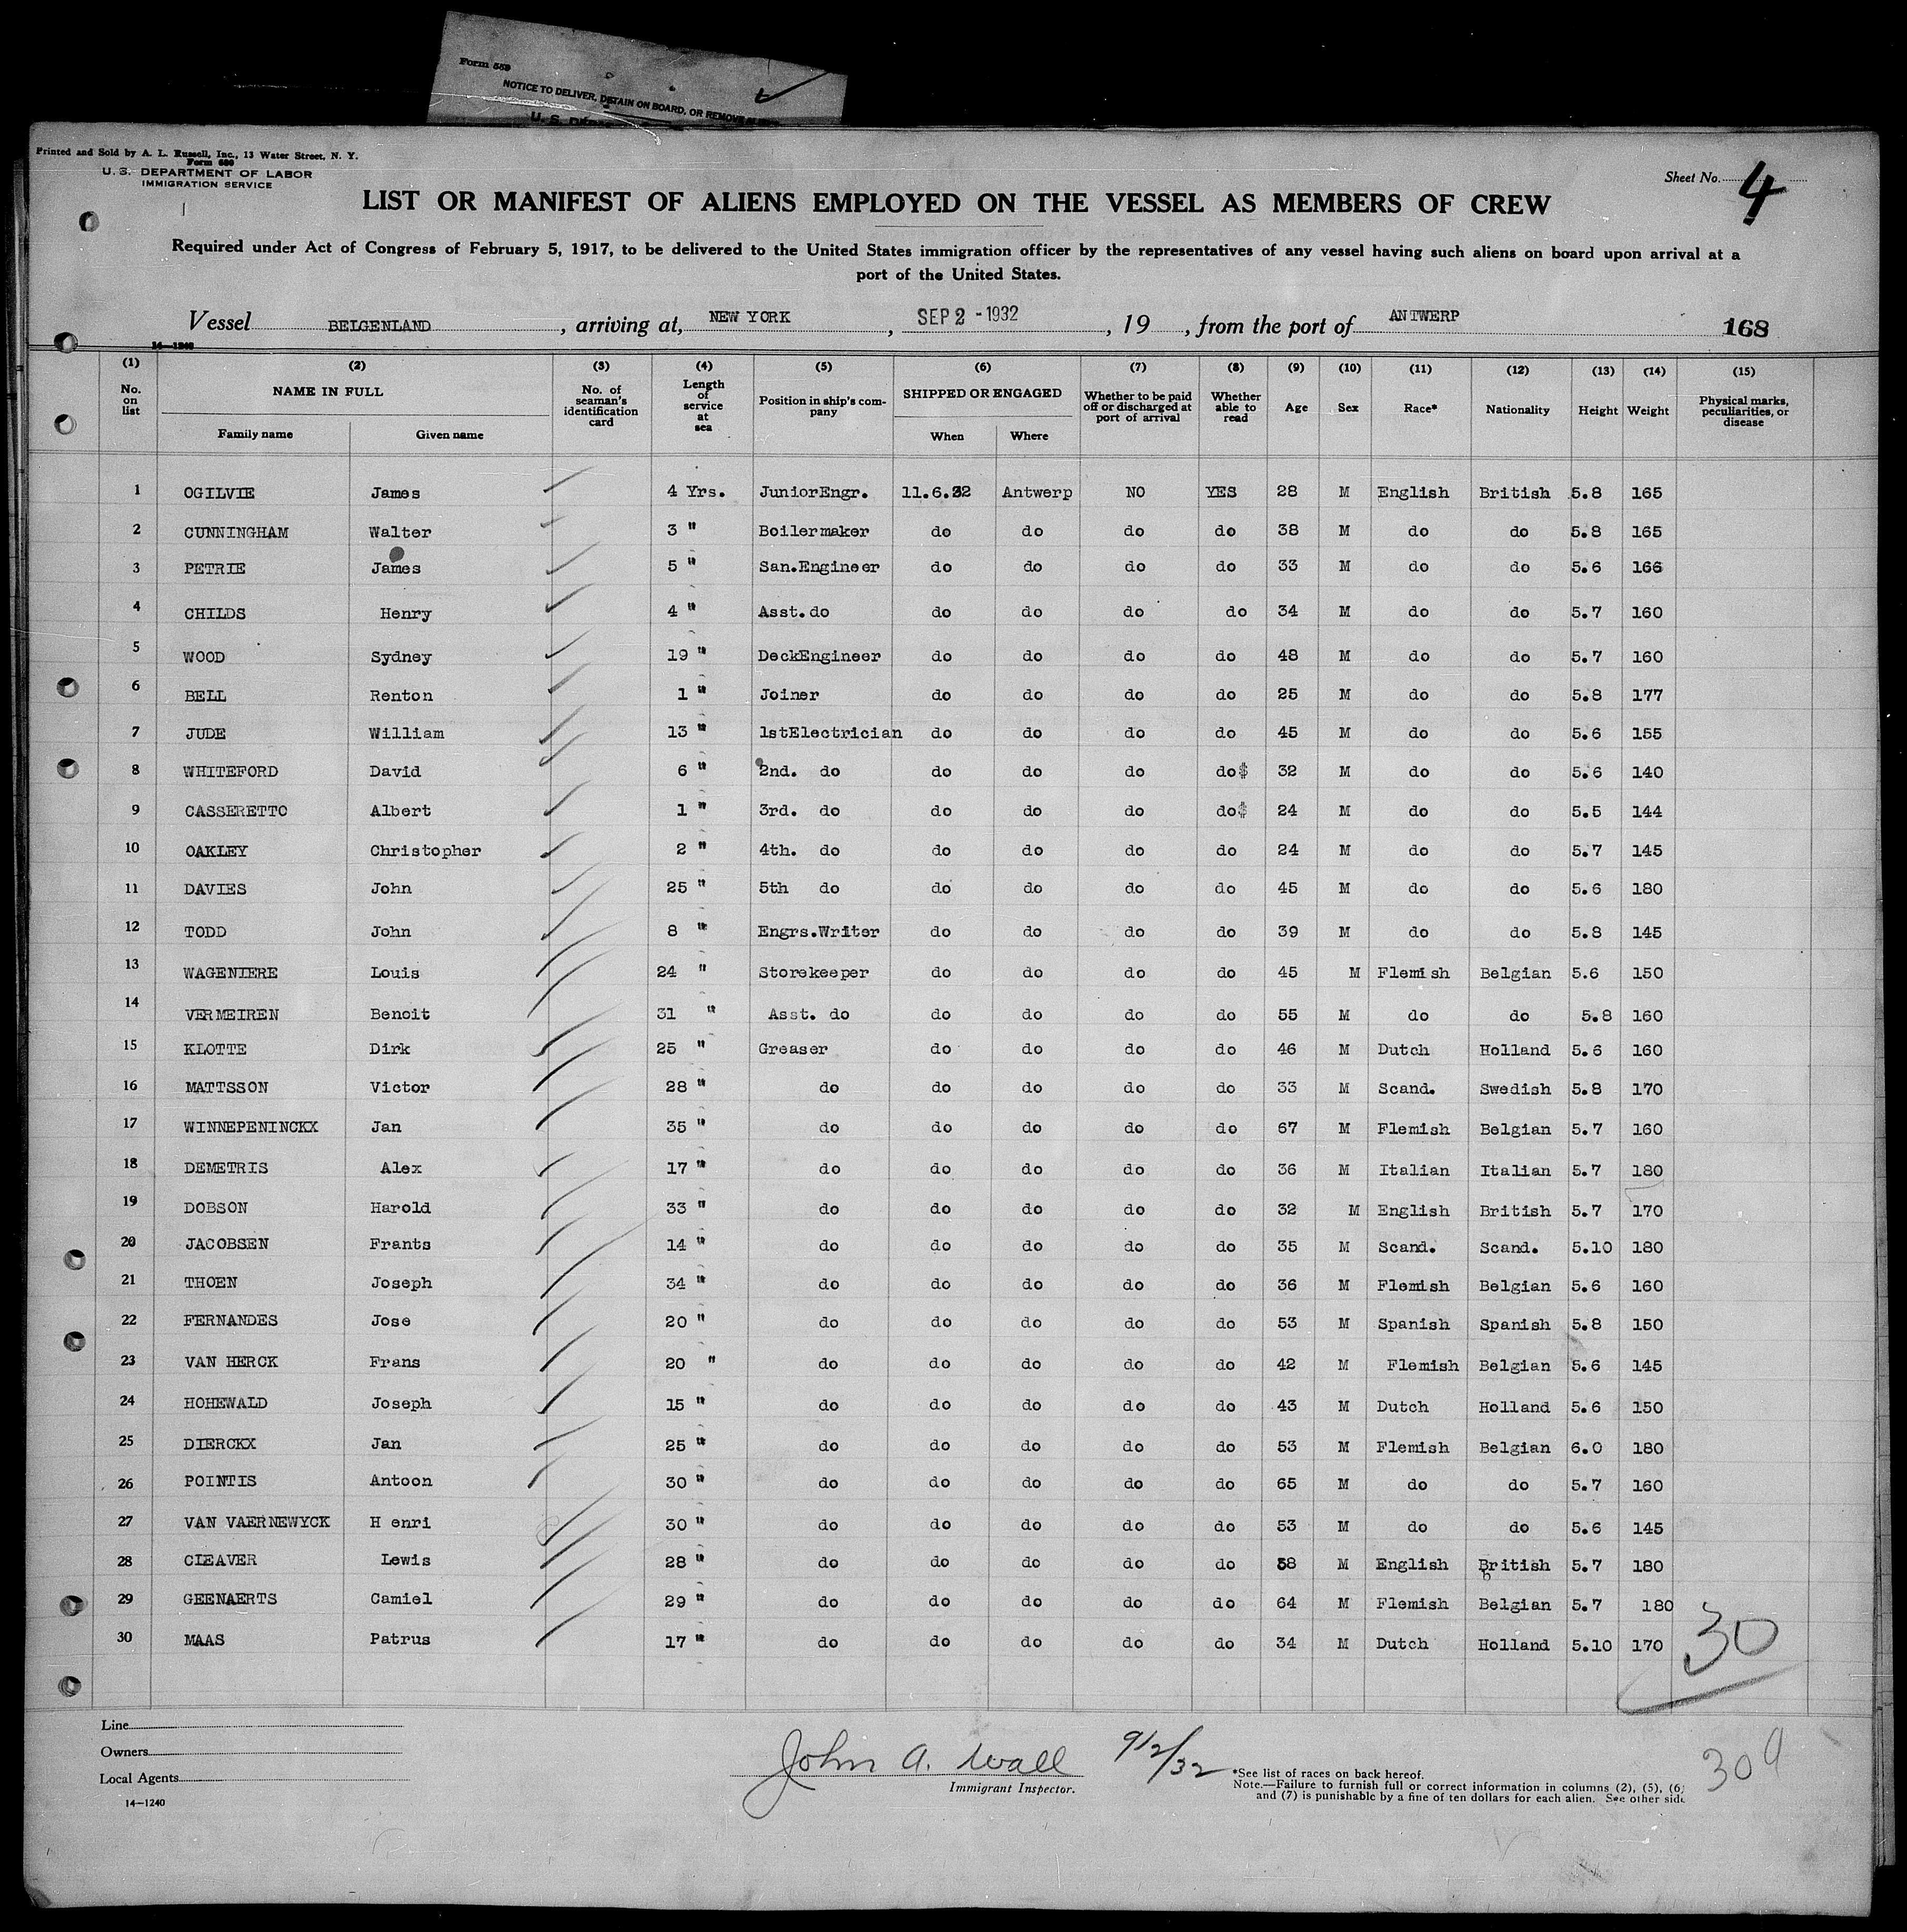 Form 559
NOTICE TO DELIVER, DETAIN ON BOARD, OR REMOVE
Printed and Sold by A. L. Russell, Inc., 13 Water Street, N. Y.
Form 680
U. S. DEPARTMENT OF LABOR
IMMIGRATION SERVICE
Sheet No. 4
LIST OR MANIFEST OF ALIENS EMPLOYED ON THE VESSEL AS MEMBERS OF CREW
Required under Act of Congress of February 5, 1917, to be delivered to the United States immigration officer by the representatives of any vessel having such aliens on board upon arrival at a
port of the United States.
Vessel BELGENLAND , arriving at, NEW YORK , SEP 2 - 1932 , 19 , from the port of ANTWERP 168
14—1240
(1) (2) (3) (4) (5) (6) (7) (8) (9) (10) (11) (12) (13) (14) (15)
No. on list NAME IN FULL Family name Given name No. of seaman's identification card Length of service at sea Position in ship's company SHIPPED OR ENGAGED When Where Whether to be paid off or discharged at port of arrival Whether able to read Age Sex Race* Nationality Height Weight Physical marks, peculiarities, or disease
1 OGILVIE James 4 Yrs. JuniorEngr. 11.6.32 Antwerp NO YES 28 M English British 5.8 165
2 CUNNINGHAM Walter 3 " Boilermaker do do do do 38 M do do 5.8 165
3 PETRIE James 5 " San.Engineer do do do do 33 M do do 5.6 166
4 CHILDS Henry 4 " Asst.do do do do do 34 M do do 5.7 160
5 WOOD Sydney 19 " DeckEngineer do do do do 48 M do do 5.7 160
6 BELL Renton 1 " Joiner do do do do 25 M do do 5.8 177
7 JUDE William 13 " 1stElectrician do do do do 45 M do do 5.6 155
8 WHITEFORD David 6 " 2nd. do do do do do$ 32 M do do 5.6 140
9 CASSERETTO Albert 1 " 3rd. do do do do do$ 24 M do do 5.5 144
10 OAKLEY Christopher 2 " 4th. do do do do do 24 M do do 5.7 145
11 DAVIES John 25 " 5th do do do do do 45 M do do 5.6 180
12 TODD John 8 " Engrs.Writer do do do do 39 M do do 5.8 145
13 WAGENIERE Louis 24 " Storekeeper do do do do 45 M Flemish Belgian 5.6 150
14 VERMEIREN Benoit 31 " Asst. do do do do do 55 M do do 5.8 160
15 KLOTTE Dirk 25 " Greaser do do do do 46 M Dutch Holland 5.6 160
16 MATTSSON Victor 28 " do do do do do 33 M Scand. Swedish 5.8 170
17 WINNEPENINCKX Jan 35 " do do do do do 67 M Flemish Belgian 5.7 160
18 DEMETRIS Alex 17 " do do do do do 36 M Italian Italian 5.7 180
19 DOBSON Harold 33 " do do do do do 32 M English British 5.7 170
20 JACOBSEN Frants 14 " do do do do do 35 M Scand. Scand. 5.10 180
21 THOEN Joseph 34 " do do do do do 36 M Flemish Belgian 5.6 160
22 FERNANDES Jose 20 " do do do do do 53 M Spanish Spanish 5.8 150
23 VAN HERCK Frans 20 " do do do do do 42 M Flemish Belgian 5.6 145
24 HOHEWALD Joseph 15 " do do do do do 43 M Dutch Holland 5.6 150
25 DIERCKX Jan 25 " do do do do do 53 M Flemish Belgian 6.0 180
26 POINTIS Antoon 30 " do do do do do 65 M do do 5.7 160
27 VAN VAERNEWYCK H enri 30 " do do do do do 53 M do do 5.6 145
28 CLEAVER Lewis 28 " do do do do do 38 M English British 5.7 180
29 GEENAERTS Camiel 29 " do do do do do 64 M Flemish Belgian 5.7 180
30 MAAS Patrus 17 " do do do do do 34 M Dutch Holland 5.10 170
30
Line
Owners
Local Agents
14—1240
John A. Wall 9/2/32
Immigrant Inspector.
*See list of races on back hereof.
Note.—Failure to furnish full or correct information in columns (2), (5), (6)
and (7) is punishable by a fine of ten dollars for each alien. See other side